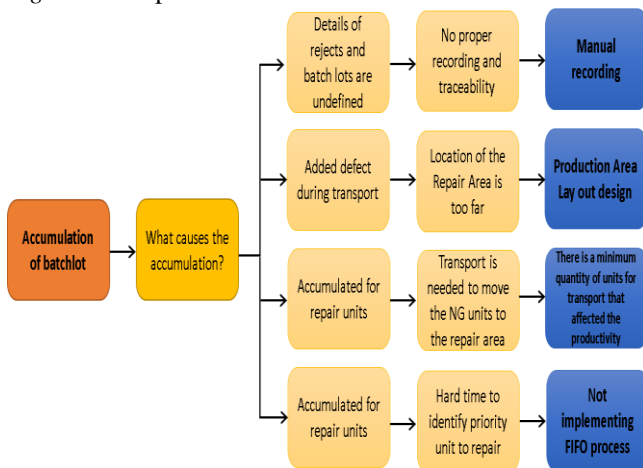 Details of
rejects and
batch lots are
undefined
No proper
recording and
traceability
Manual
recording
Added defect
during transport
Location of the
Repair Area is
too far
Production Area
Lay out design
Accumulation
of batchlot
What causes the
accumulation?
Accumulated for
repair units
Transport is
needed to move
the NG units to
the repair area
There is a minimum
quantity of units for
transport that
affected the
productivity
Accumulated for
repair units
Hard time to
identify priority
unit to repair
Not
implementing
FIFO process